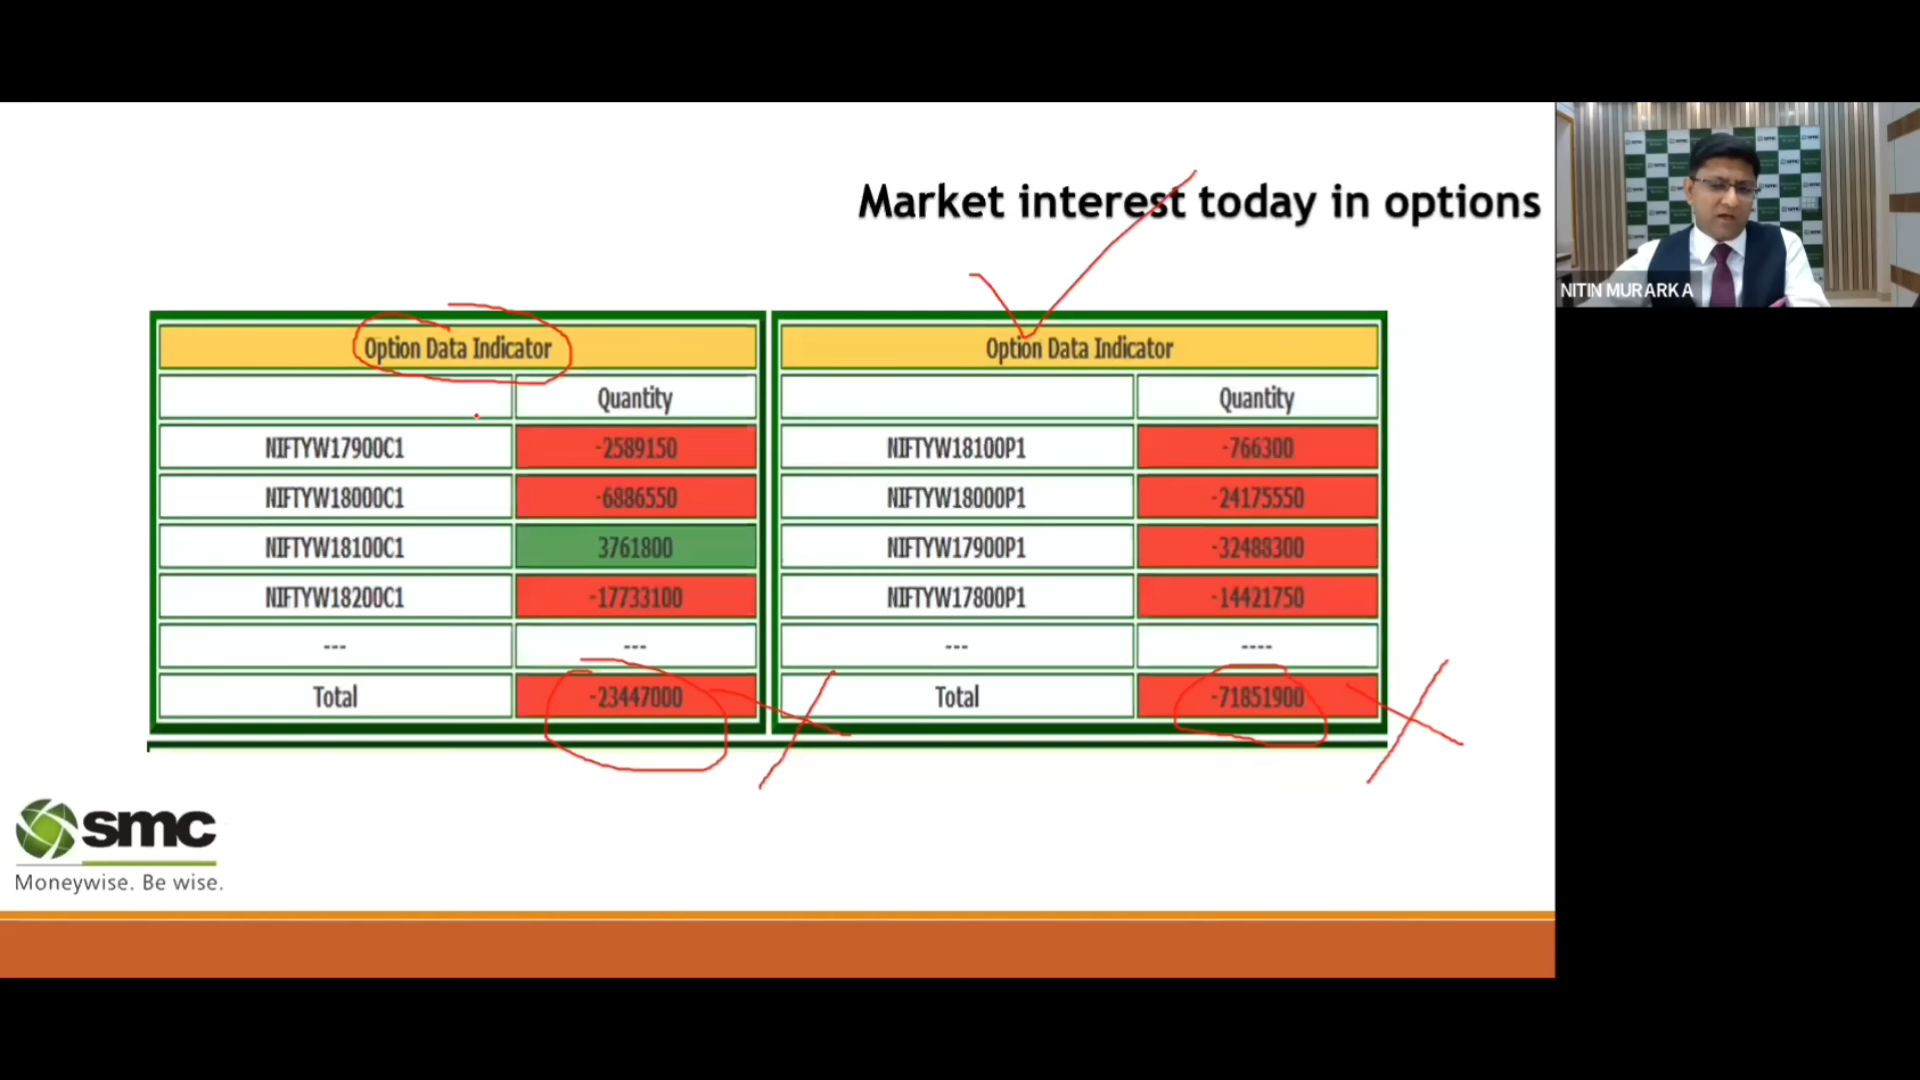 Market interest today in options
NITIN MURARKA
Option Data Indicator
Quantity
NIFTYW17900C1 -2589150
NIFTYW18000C1 -6886550
NIFTYW18100C1 3761800
NIFTYW18200C1 -17733100
--- ---
Total -23447000
Option Data Indicator
Quantity
NIFTYW18100P1 -766300
NIFTYW18000P1 -24175550
NIFTYW17900P1 -32488300
NIFTYW17800P1 -14421750
--- ----
Total -71851900
smc
Moneywise. Be wise.